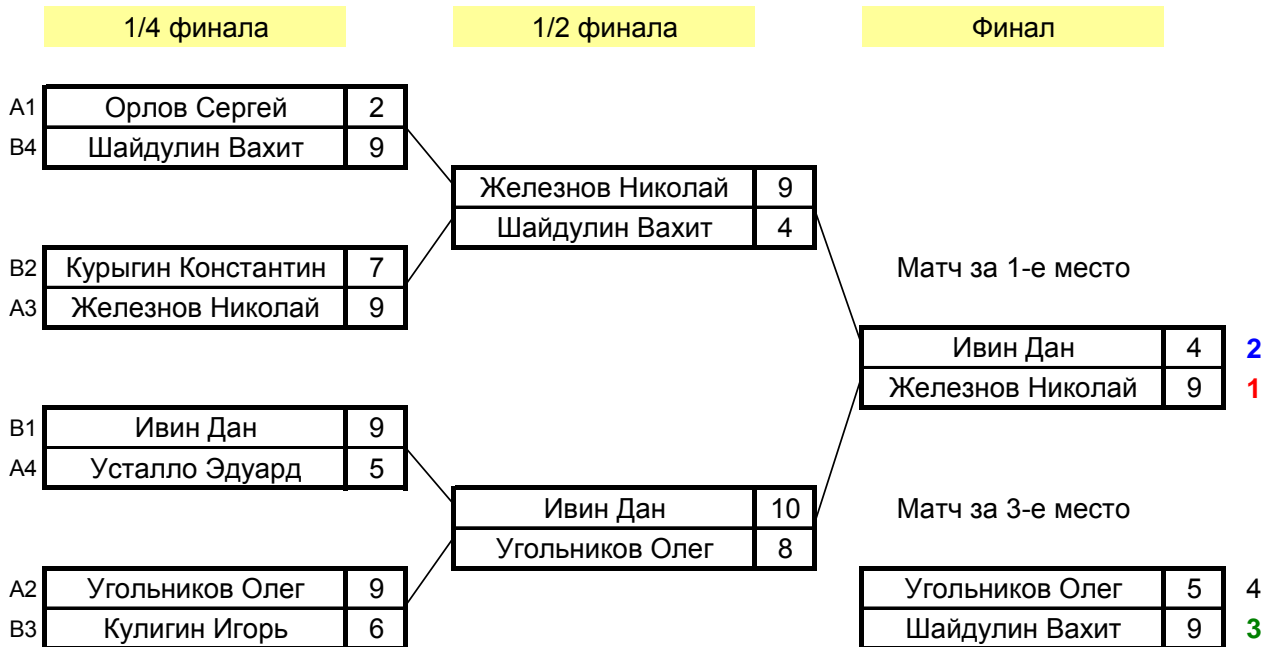 1/4 финала 1/2 финала Финал
A1 Орлов Сергей 2
B4 Шайдулин Вахит 9
Железнов Николай 9
Шайдулин Вахит 4
B2 Курыгин Константин 7 Матч за 1-е место
A3 Железнов Николай 9
Ивин Дан 4 2
Железнов Николай 9 1
B1 Ивин Дан 9
A4 Усталло Эдуард 5
Ивин Дан 10 Матч за 3-е место
Угольников Олег 8
A2 Угольников Олег 9 Угольников Олег 5 4
B3 Кулигин Игорь 6 Шайдулин Вахит 9 3